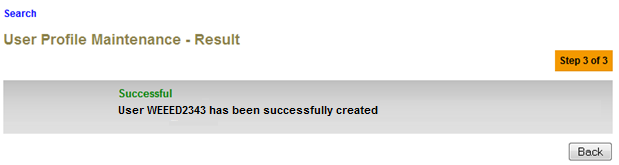 Search
User Profile Maintenance - Result
Step 3 of 3
Successful
User WEEED2343 has been successfully created
Back